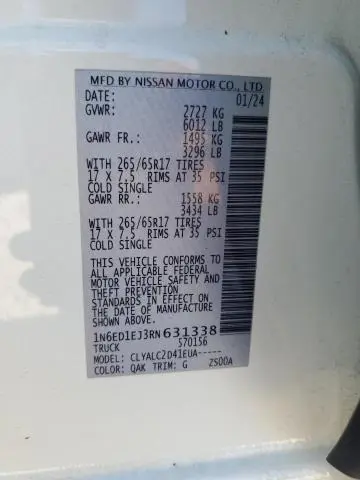 MFD BY NISSAN MOTOR CO., LTD
DATE: 01/24
GVWR: 2727 KG
6012 LB
GAWR FR.: 1495 KG
3296 LB
WITH 265/65R17 TIRES
17 X 7.5 RIMS AT 35 PSI
COLD SINGLE
GAWR RR.: 1558 KG
3434 LB
WITH 265/65R17 TIRES
17 X 7.5 RIMS AT 35 PSI
COLD SINGLE
THIS VEHICLE CONFORMS TO
ALL APPLICABLE FEDERAL
MOTOR VEHICLE SAFETY AND
THEFT PREVENTION
STANDARDS IN EFFECT ON
THE DATE OF MANUFACTURE
SHOWN ABOVE.
1N6ED1EJ3RN631338
TRUCK 570156
MODEL: CLYALC2D41EUA-----
COLOR: QAK TRIM: G 2S00A